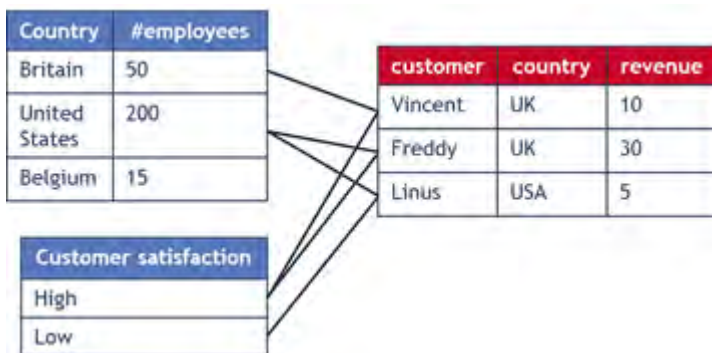 Country #employees
Britain 50
United States 200
Belgium 15
customer country revenue
Vincent UK 10
Freddy UK 30
Linus USA 5
Customer satisfaction
High
Low